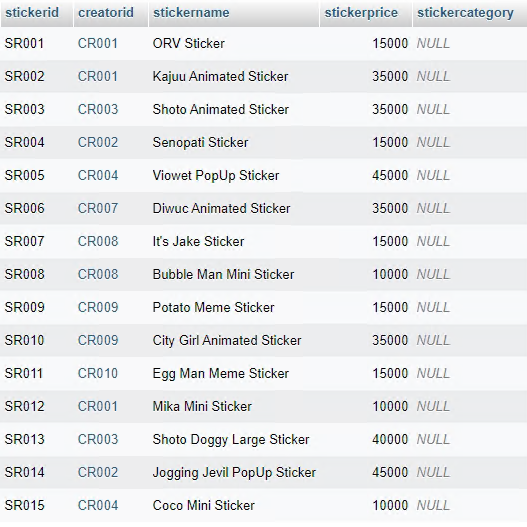 stickerid creatorid stickername stickerprice stickercategory
SR001 CR001 ORV Sticker 15000 NULL
SR002 CR001 Kajuu Animated Sticker 35000 NULL
SR003 CR003 Shoto Animated Sticker 35000 NULL
SR004 CR002 Senopati Sticker 15000 NULL
SR005 CR004 Viowet PopUp Sticker 45000 NULL
SR006 CR007 Diwuc Animated Sticker 35000 NULL
SR007 CR008 It's Jake Sticker 15000 NULL
SR008 CR008 Bubble Man Mini Sticker 10000 NULL
SR009 CR009 Potato Meme Sticker 15000 NULL
SR010 CR009 City Girl Animated Sticker 35000 NULL
SR011 CR010 Egg Man Meme Sticker 15000 NULL
SR012 CR001 Mika Mini Sticker 10000 NULL
SR013 CR003 Shoto Doggy Large Sticker 40000 NULL
SR014 CR002 Jogging Jevil PopUp Sticker 45000 NULL
SR015 CR004 Coco Mini Sticker 10000 NULL